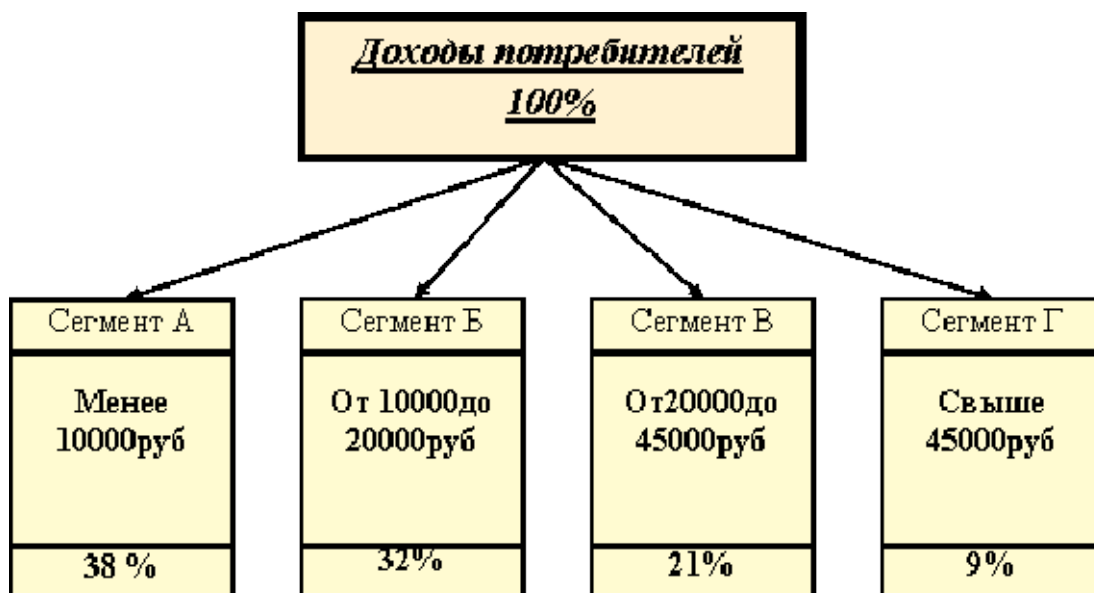 Доходы потребителей
100%
Сегмент А
Менее
10000руб
38 %
Сегмент Б
От 10000до
20000руб
32%
Сегмент В
От20000до
45000руб
21%
Сегмент Г
Свыше
45000руб
9%